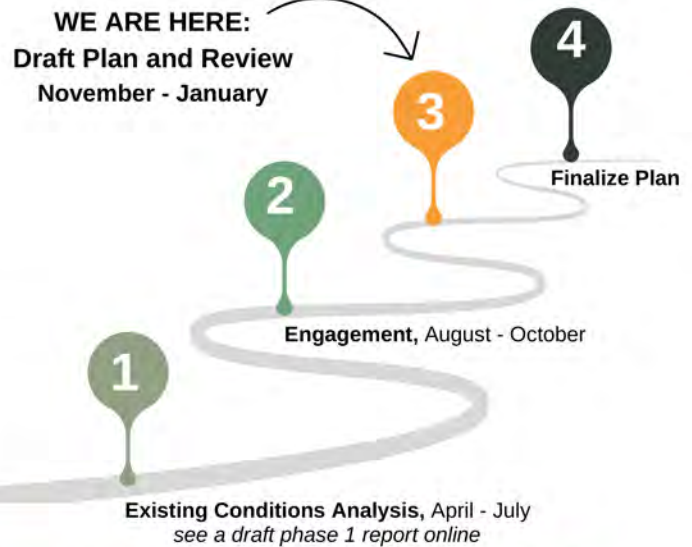 WE ARE HERE:
Draft Plan and Review
November - January
4
3
Finalize Plan
2
Engagement, August - October
1
Existing Conditions Analysis, April - July
see a draft phase 1 report online